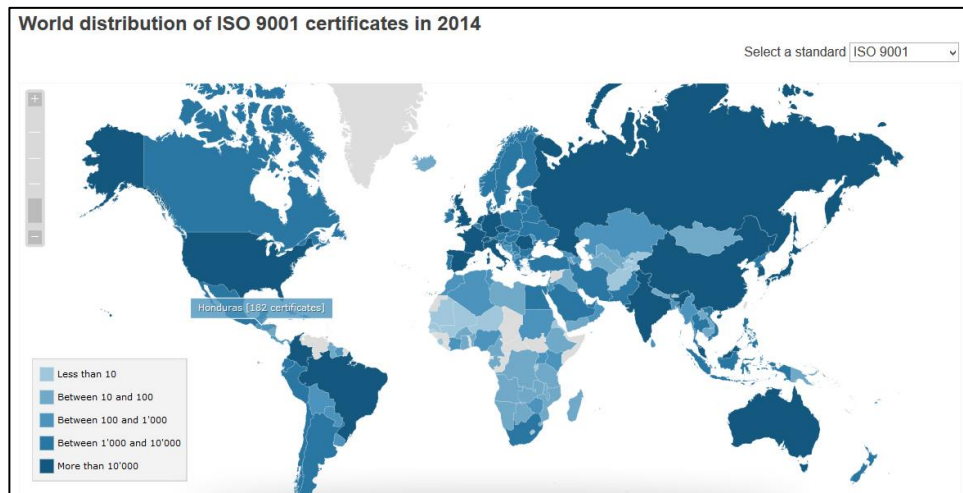 World distribution of ISO 9001 certificates in 2014
Select a standard ISO 9001
+
Honduras [182 certificates]
−
Less than 10
Between 10 and 100
Between 100 and 1'000
Between 1'000 and 10'000
More than 10'000